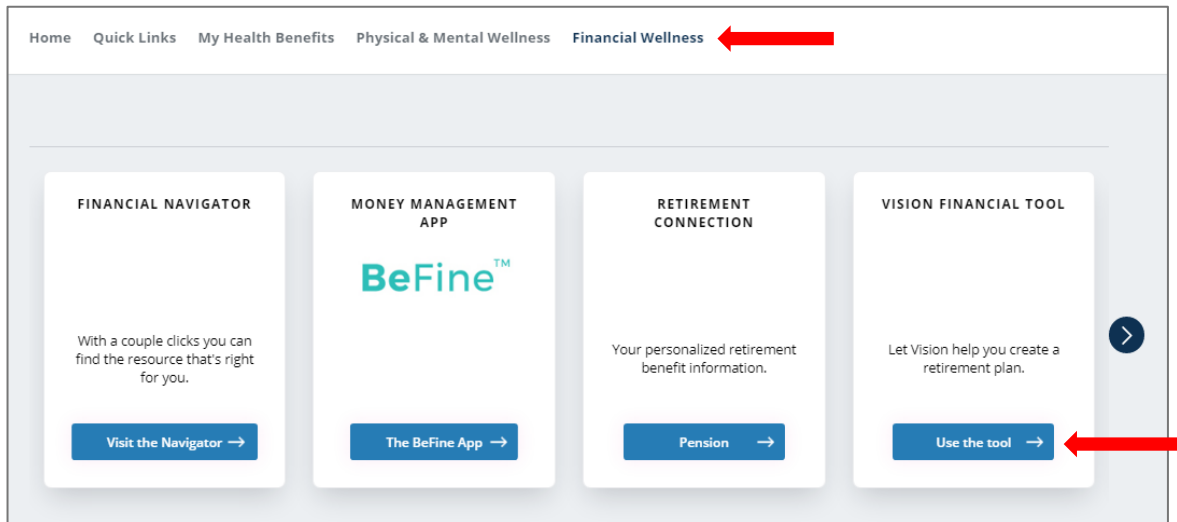 Home Quick Links My Health Benefits Physical & Mental Wellness Financial Wellness
FINANCIAL NAVIGATOR
With a couple clicks you can
find the resource that's right
for you.
Visit the Navigator →
MONEY MANAGEMENT
APP
BeFine™
The BeFine App →
RETIREMENT
CONNECTION
Your personalized retirement
benefit information.
Pension →
VISION FINANCIAL TOOL
Let Vision help you create a
retirement plan.
Use the tool →